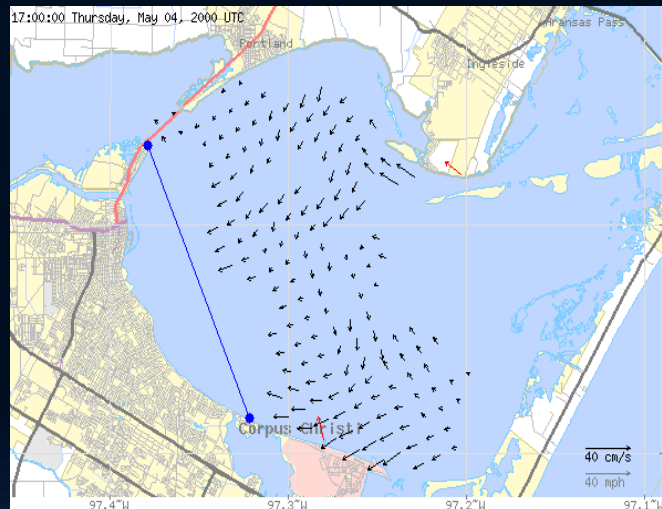 17:00:00 Thursday, May 04, 2000 UTC
Aransas Pass
Portland
Ingleside
Corpus Christi
40 cm/s
40 mph
97.4°W
97.3°W
97.2°W
97.1°W